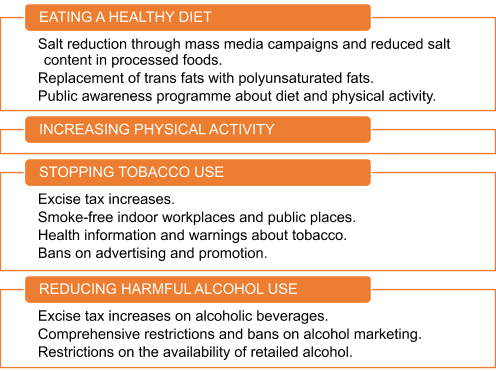 EATING A HEALTHY DIET
Salt reduction through mass media campaigns and reduced salt
content in processed foods.
Replacement of trans fats with polyunsaturated fats.
Public awareness programme about diet and physical activity.
INCREASING PHYSICAL ACTIVITY
STOPPING TOBACCO USE
Excise tax increases.
Smoke-free indoor workplaces and public places.
Health information and warnings about tobacco.
Bans on advertising and promotion.
REDUCING HARMFUL ALCOHOL USE
Excise tax increases on alcoholic beverages.
Comprehensive restrictions and bans on alcohol marketing.
Restrictions on the availability of retailed alcohol.